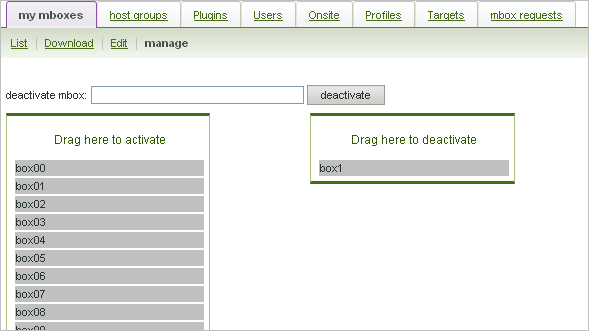 my mboxes host groups Plugins Users Onsite Profiles Targets mbox requests
List Download Edit manage
deactivate mbox: deactivate
Drag here to activate
box00
box01
box02
box03
box04
box05
box06
box07
box08
Drag here to deactivate
box1